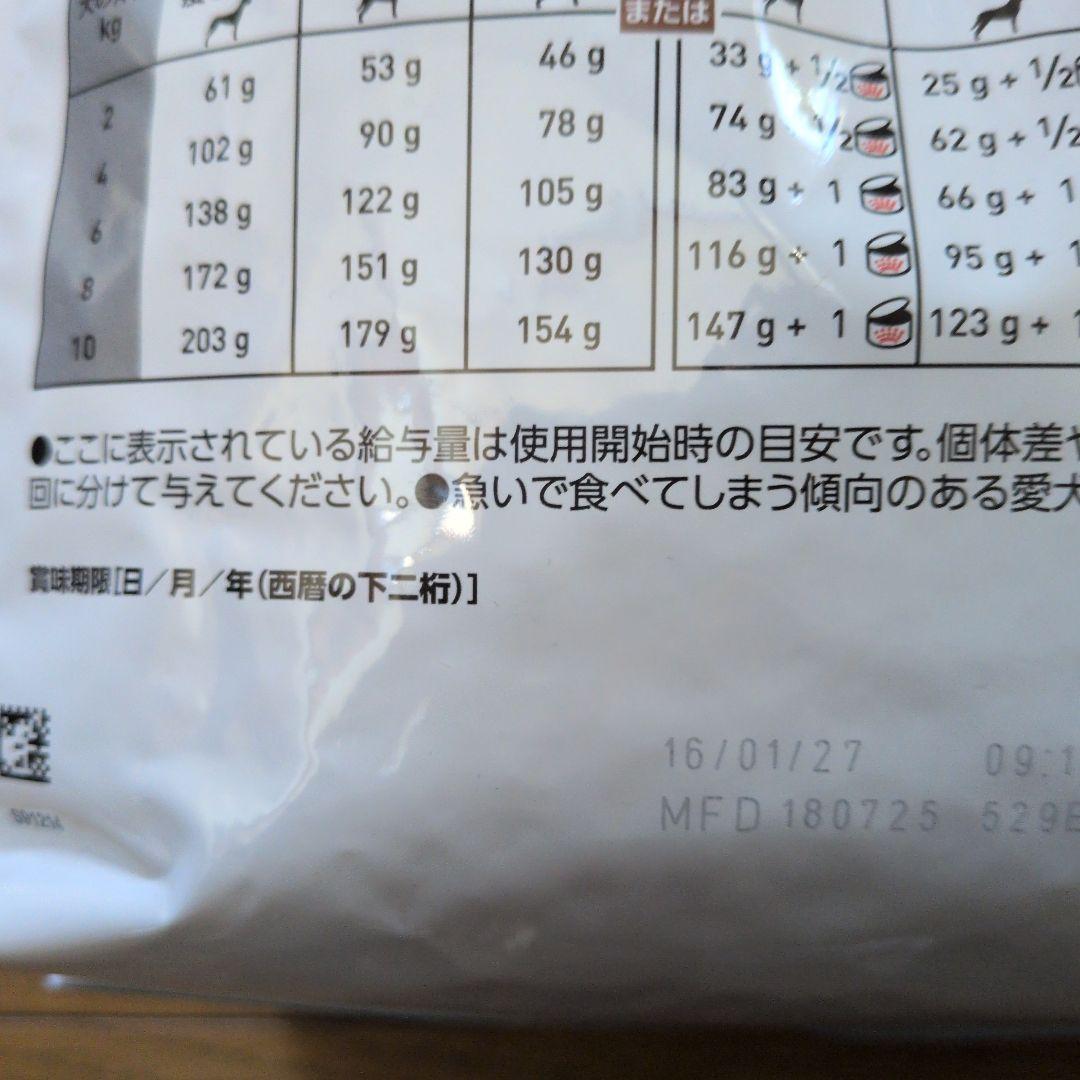 kg
または
2 61 g 53 g 46 g 33 g + 1/2 25 g + 1/2
4 102 g 90 g 78 g 74 g + 1/2 62 g + 1/2
6 138 g 122 g 105 g 83 g + 1 66 g + 1
8 172 g 151 g 130 g 116 g + 1 95 g + 1
10 203 g 179 g 154 g 147 g + 1 123 g + 1
●ここに表示されている給与量は使用開始時の目安です。個体差や
回に分けて与えてください。●急いで食べてしまう傾向のある愛犬
賞味期限[日/月/年(西暦の下二桁)]
16/01/27 09:1
MFD 180725 529E